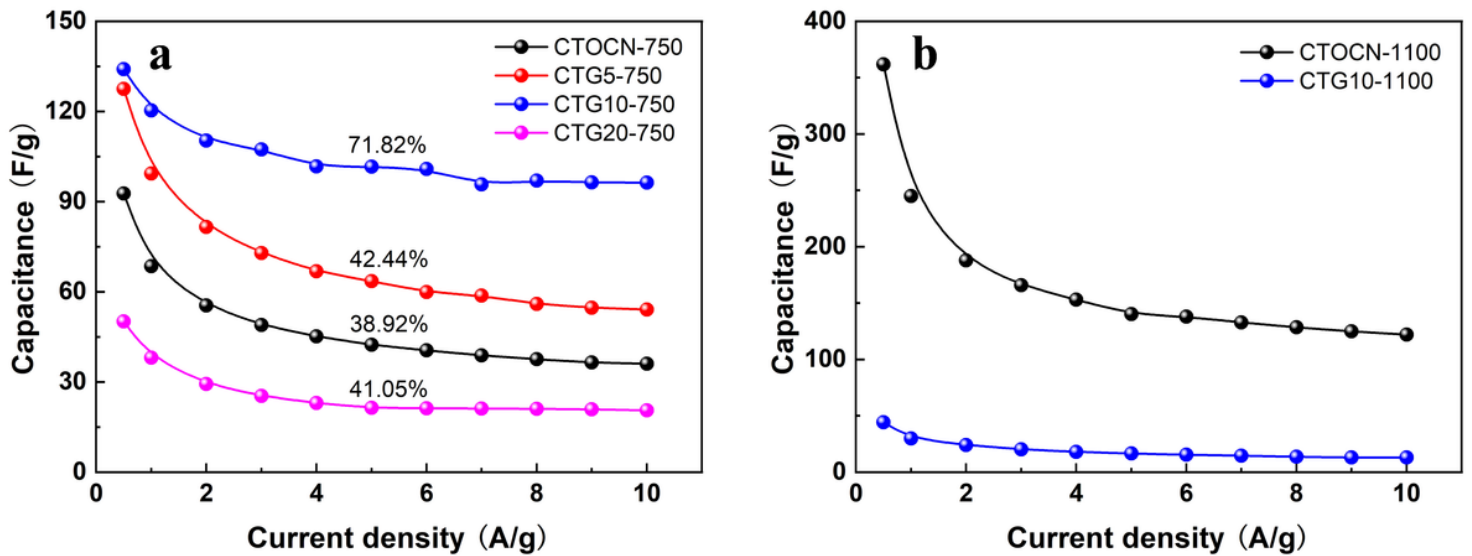 a
CTOCN-750
CTG5-750
CTG10-750
CTG20-750
71.82%
42.44%
38.92%
41.05%
150
120
90
60
30
0
0 2 4 6 8 10
Capacitance (F/g)
Current density (A/g)
b
CTOCN-1100
CTG10-1100
400
300
200
100
0
0 2 4 6 8 10
Capacitance (F/g)
Current density (A/g)